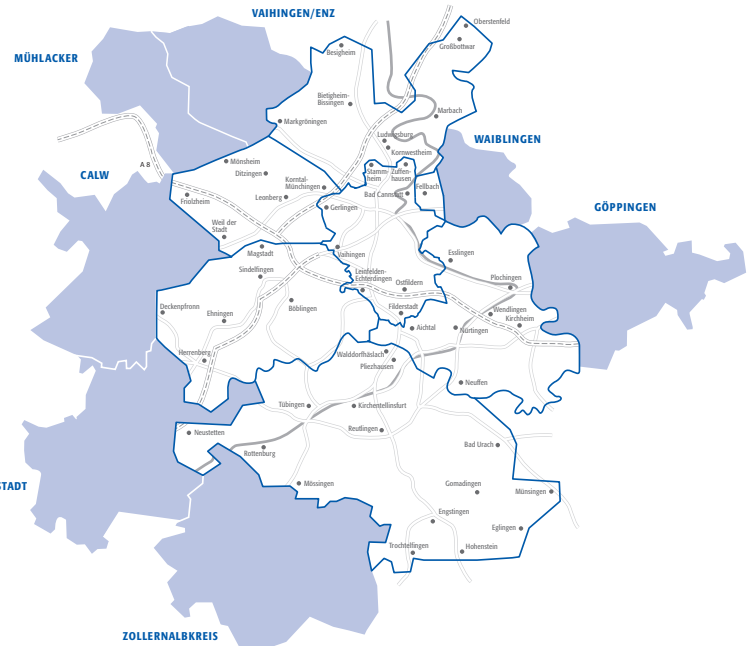 VAIHINGEN/ENZ
Oberstenfeld
Großbottwar
Besigheim
MÜHLACKER
Bietigheim-
Bissingen
Marbach
Markgröningen
Ludwigsburg
WAIBLINGEN
Kornwestheim
A 8
Mönsheim
Ditzingen
Stamm-
heim
Zuffen-
hausen
CALW
Korntal-
Münchingen
Fellbach
Bad Cannstatt
Friolzheim
Leonberg
Gerlingen
GÖPPINGEN
Weil der
Stadt
Magstadt
Vaihingen
Esslingen
Sindelfingen
Leinfelden-
Echterdingen
Ostfildern
Plochingen
Deckenpfronn
Ehningen
Böblingen
Filderstadt
Wendlingen
Kirchheim
Aichtal
Nürtingen
Herrenberg
Walddorfhäslach
Pliezhausen
Neuffen
Tübingen
Kirchentellinsfurt
Neustetten
Reutlingen
Rottenburg
Bad Urach
STADT
Mössingen
Gomadingen
Münsingen
Engstingen
Eglingen
Trochtelfingen
Hohenstein
ZOLLERNALBKREIS